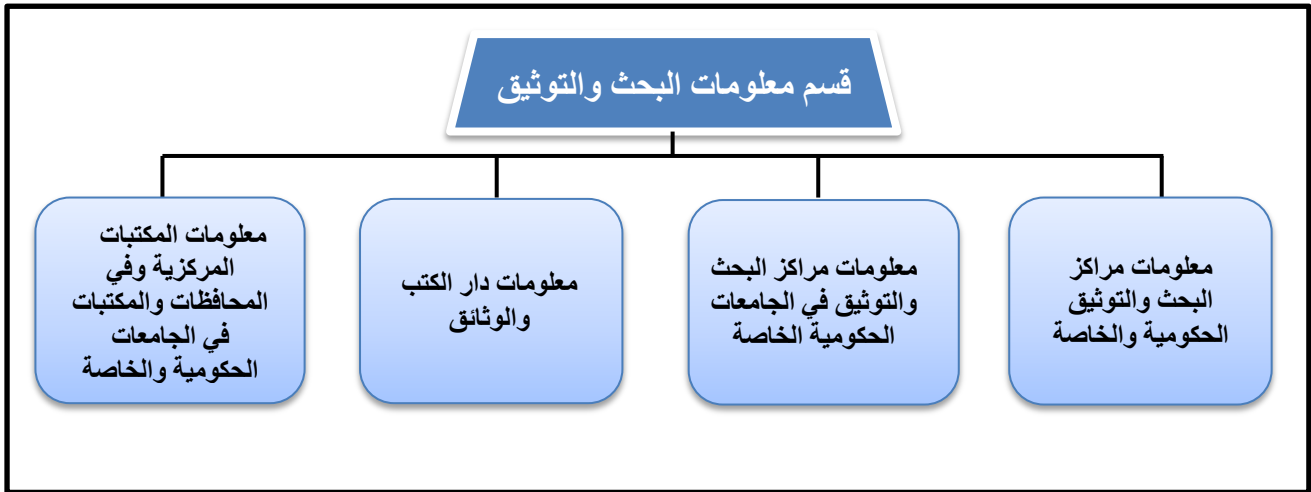 قسم معلومات البحث والتوثيق
معلومات مراكز
البحث والتوثيق
الحكومية والخاصة
معلومات مراكز البحث
والتوثيق في الجامعات
الحكومية الخاصة
معلومات دار الكتب
والوثائق
معلومات المكتبات
المركزية وفي
المحافظات والمكتبات
في الجامعات
الحكومية والخاصة